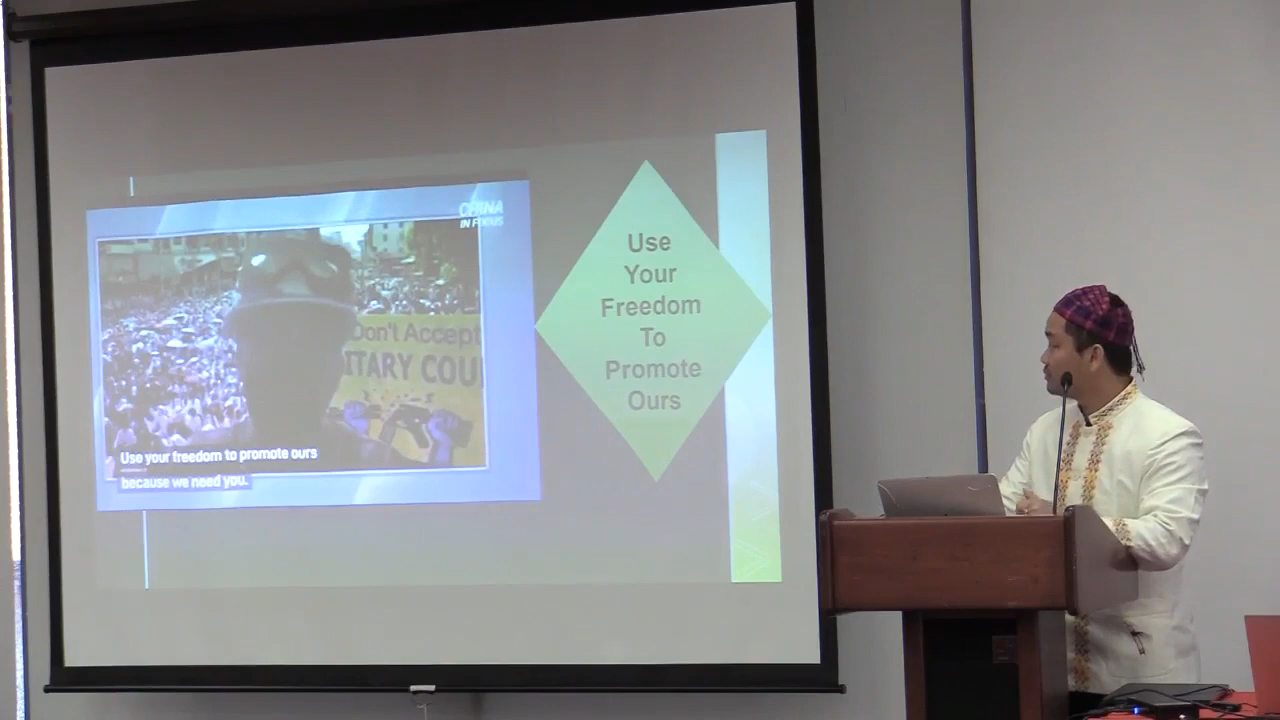 CHINA
IN FOCUS
Don't Accept
ITARY COU
Use your freedom to promote ours
because we need you.
Use
Your
Freedom
To
Promote
Ours